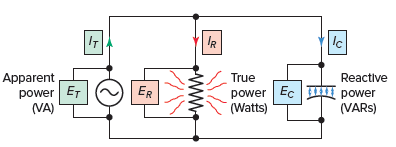 I_T
I_R
I_C
Apparent
power
(VA)
E_T
E_R
True
power
(Watts)
E_C
Reactive
power
(VARs)